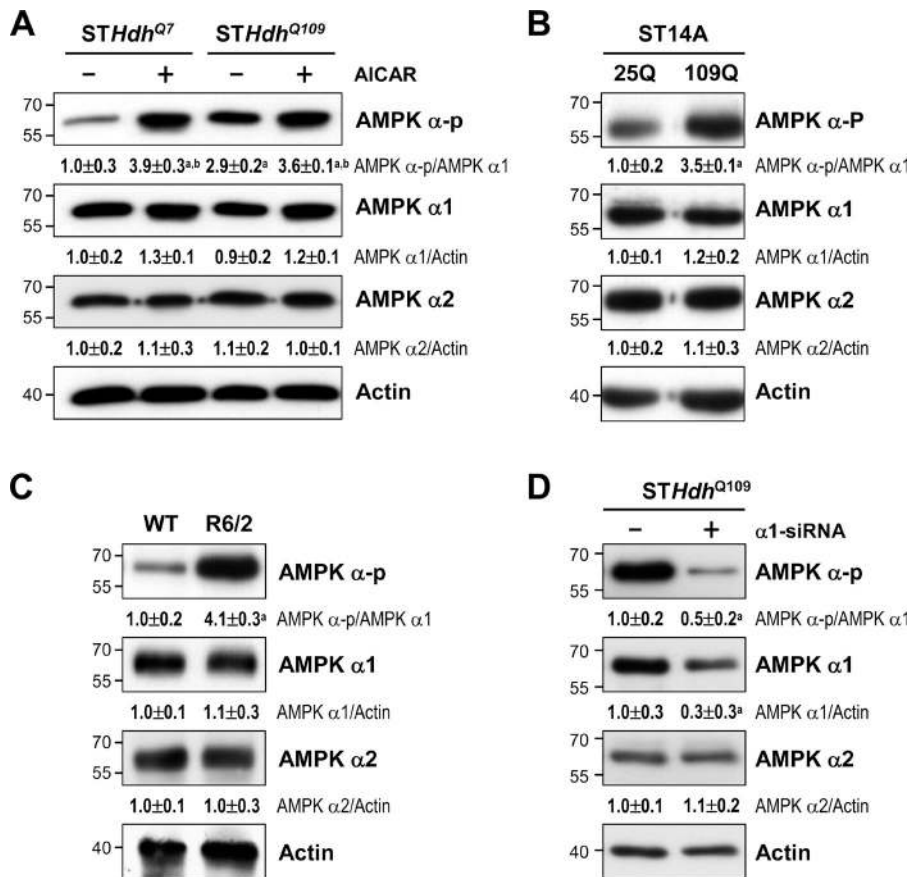 A
STHdhQ7 STHdhQ109
– + – + AICAR
70
55
AMPK α-p
1.0±0.3 3.9±0.3a,b 2.9±0.2a 3.6±0.1a,b AMPK α-p/AMPK α1
70
55
AMPK α1
1.0±0.2 1.3±0.1 0.9±0.2 1.2±0.1 AMPK α1/Actin
70
55
AMPK α2
1.0±0.2 1.1±0.3 1.1±0.2 1.0±0.1 AMPK α2/Actin
40
Actin
B
ST14A
25Q 109Q
70
55
AMPK α-P
1.0±0.2 3.5±0.1a AMPK α-p/AMPK α1
70
55
AMPK α1
1.0±0.1 1.2±0.2 AMPK α1/Actin
70
55
AMPK α2
1.0±0.2 1.1±0.3 AMPK α2/Actin
40
Actin
C
WT R6/2
70
55
AMPK α-p
1.0±0.2 4.1±0.3a AMPK α-p/AMPK α1
70
55
AMPK α1
1.0±0.1 1.1±0.3 AMPK α1/Actin
70
55
AMPK α2
1.0±0.1 1.0±0.3 AMPK α2/Actin
40
Actin
D
STHdhQ109
– + α1-siRNA
70
55
AMPK α-p
1.0±0.2 0.5±0.2a AMPK α-p/AMPK α1
70
55
AMPK α1
1.0±0.3 0.3±0.3a AMPK α1/Actin
70
55
AMPK α2
1.0±0.1 1.1±0.2 AMPK α2/Actin
40
Actin